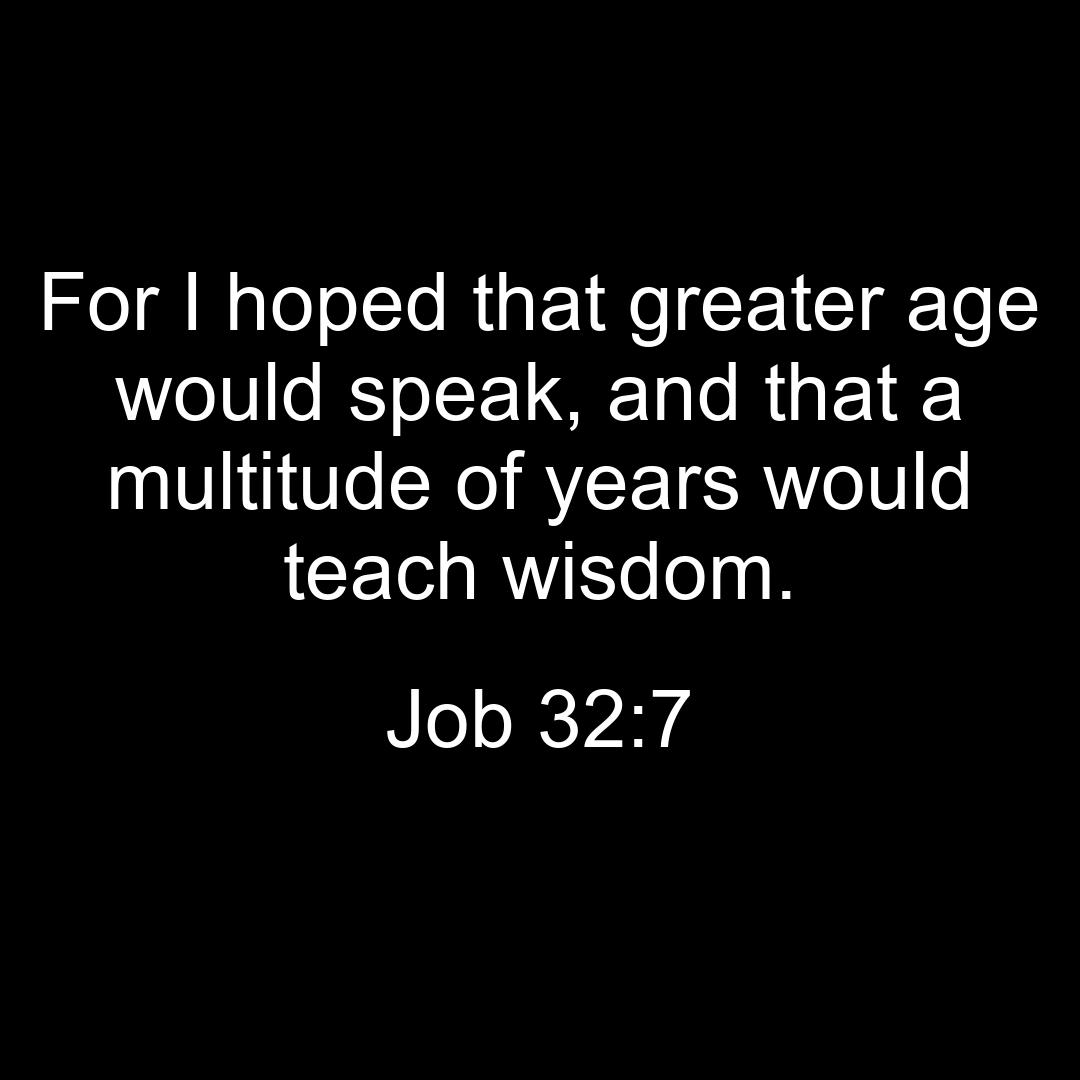 For I hoped that greater age
would speak, and that a
multitude of years would
teach wisdom.
Job 32:7